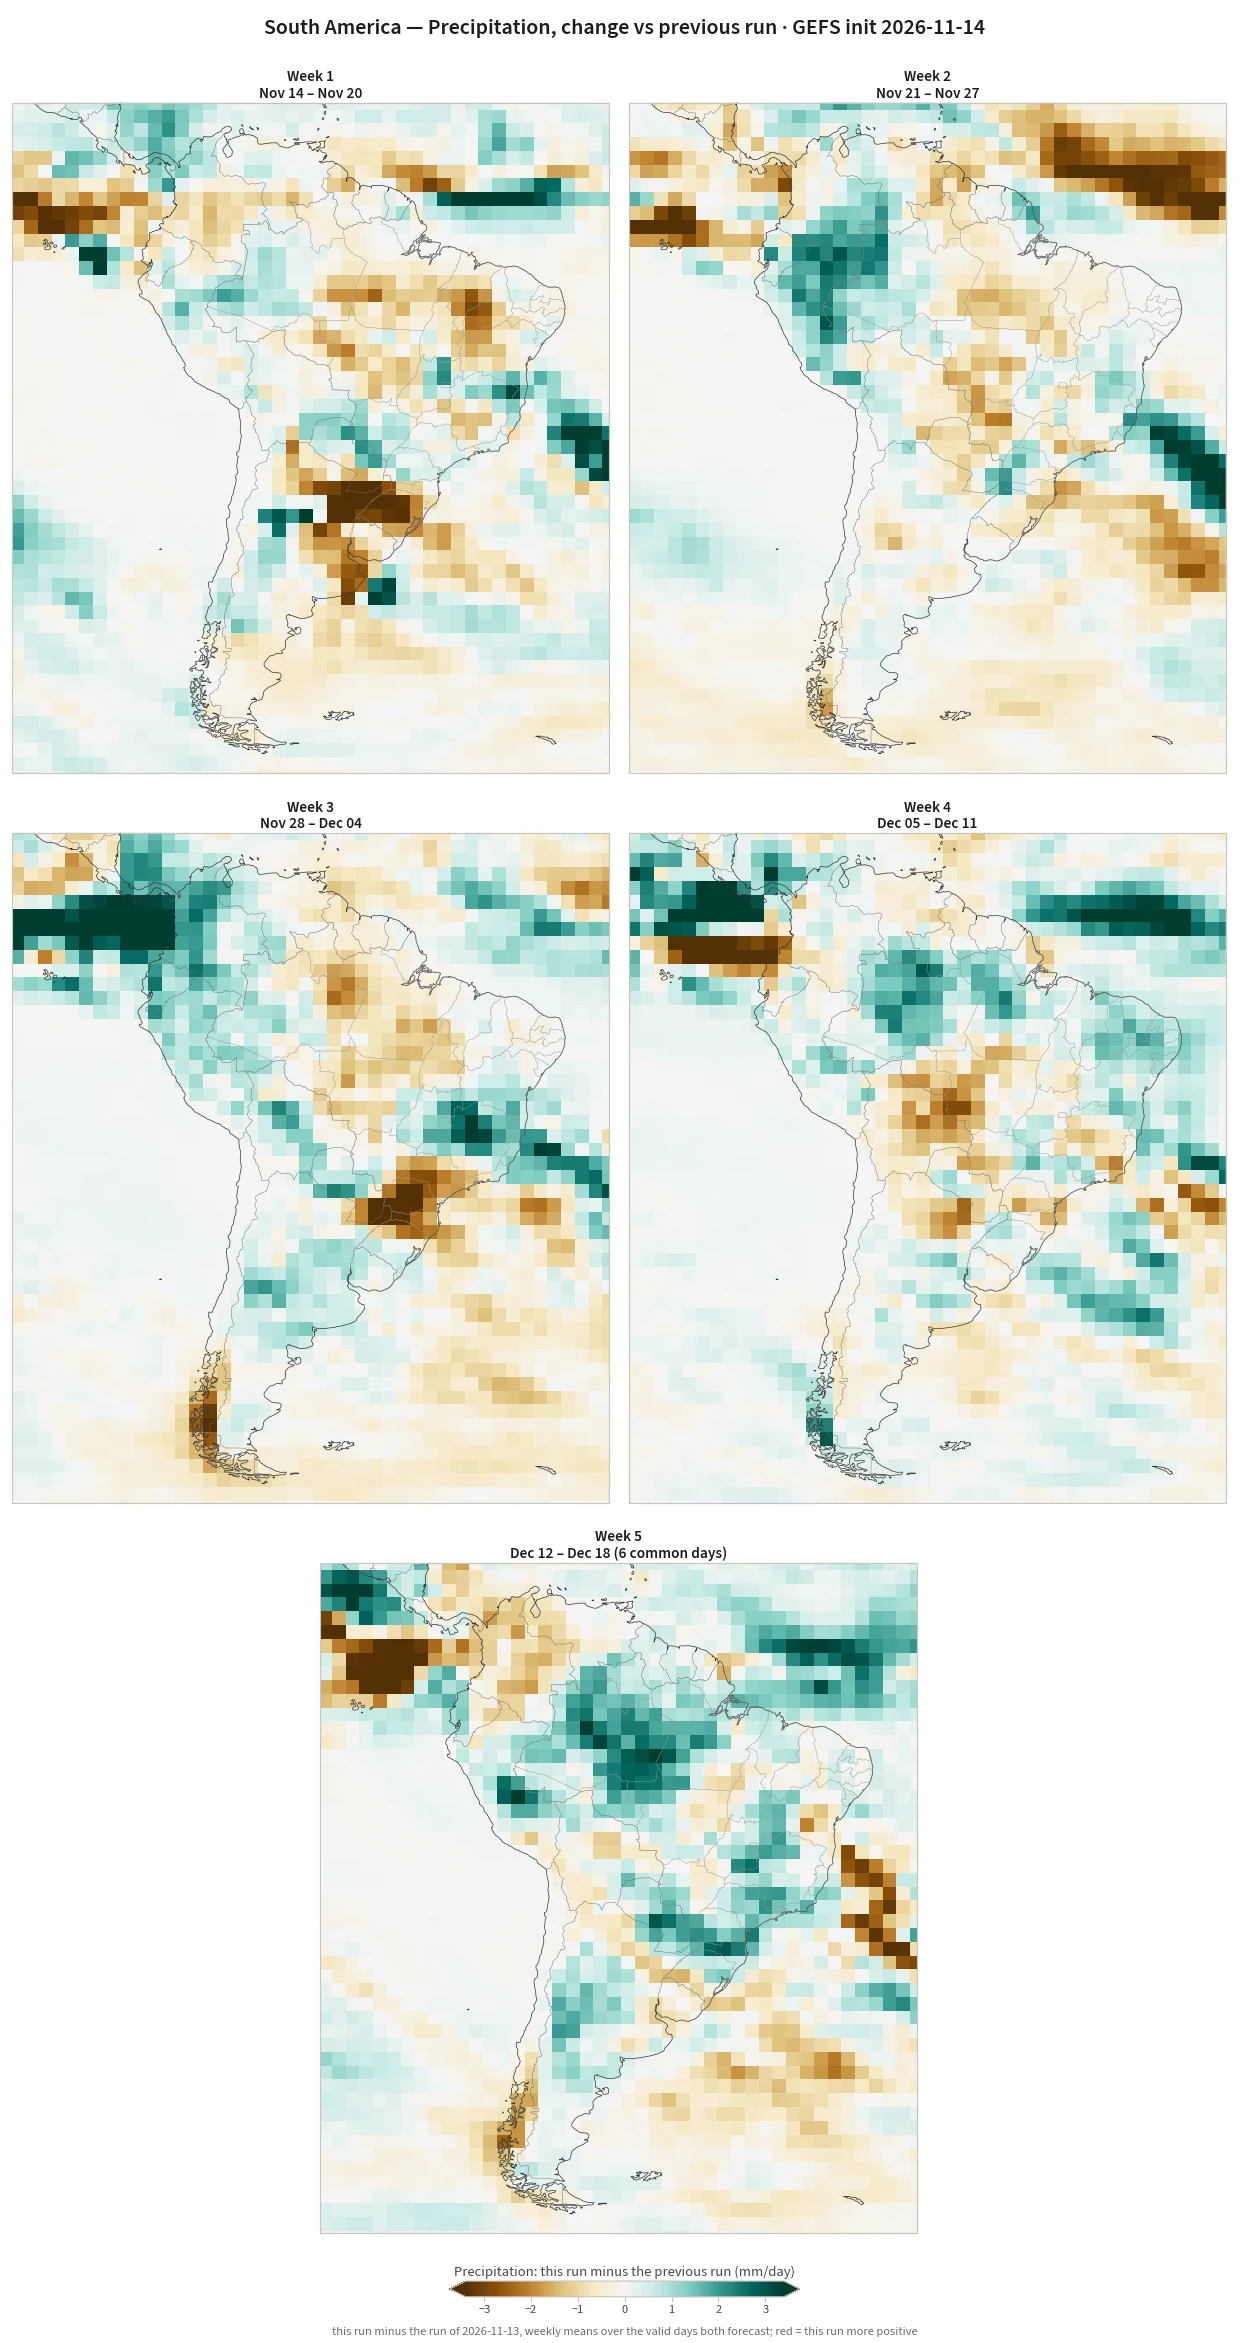 South America — Precipitation, change vs previous run · GEFS init 2026-11-14
Week 1
Nov 14 – Nov 20
Week 2
Nov 21 – Nov 27
Week 3
Nov 28 – Dec 04
Week 4
Dec 05 – Dec 11
Week 5
Dec 12 – Dec 18 (6 common days)
Precipitation: this run minus the previous run (mm/day)
−3 −2 −1 0 1 2 3
this run minus the run of 2026-11-13, weekly means over the valid days both forecast; red = this run more positive